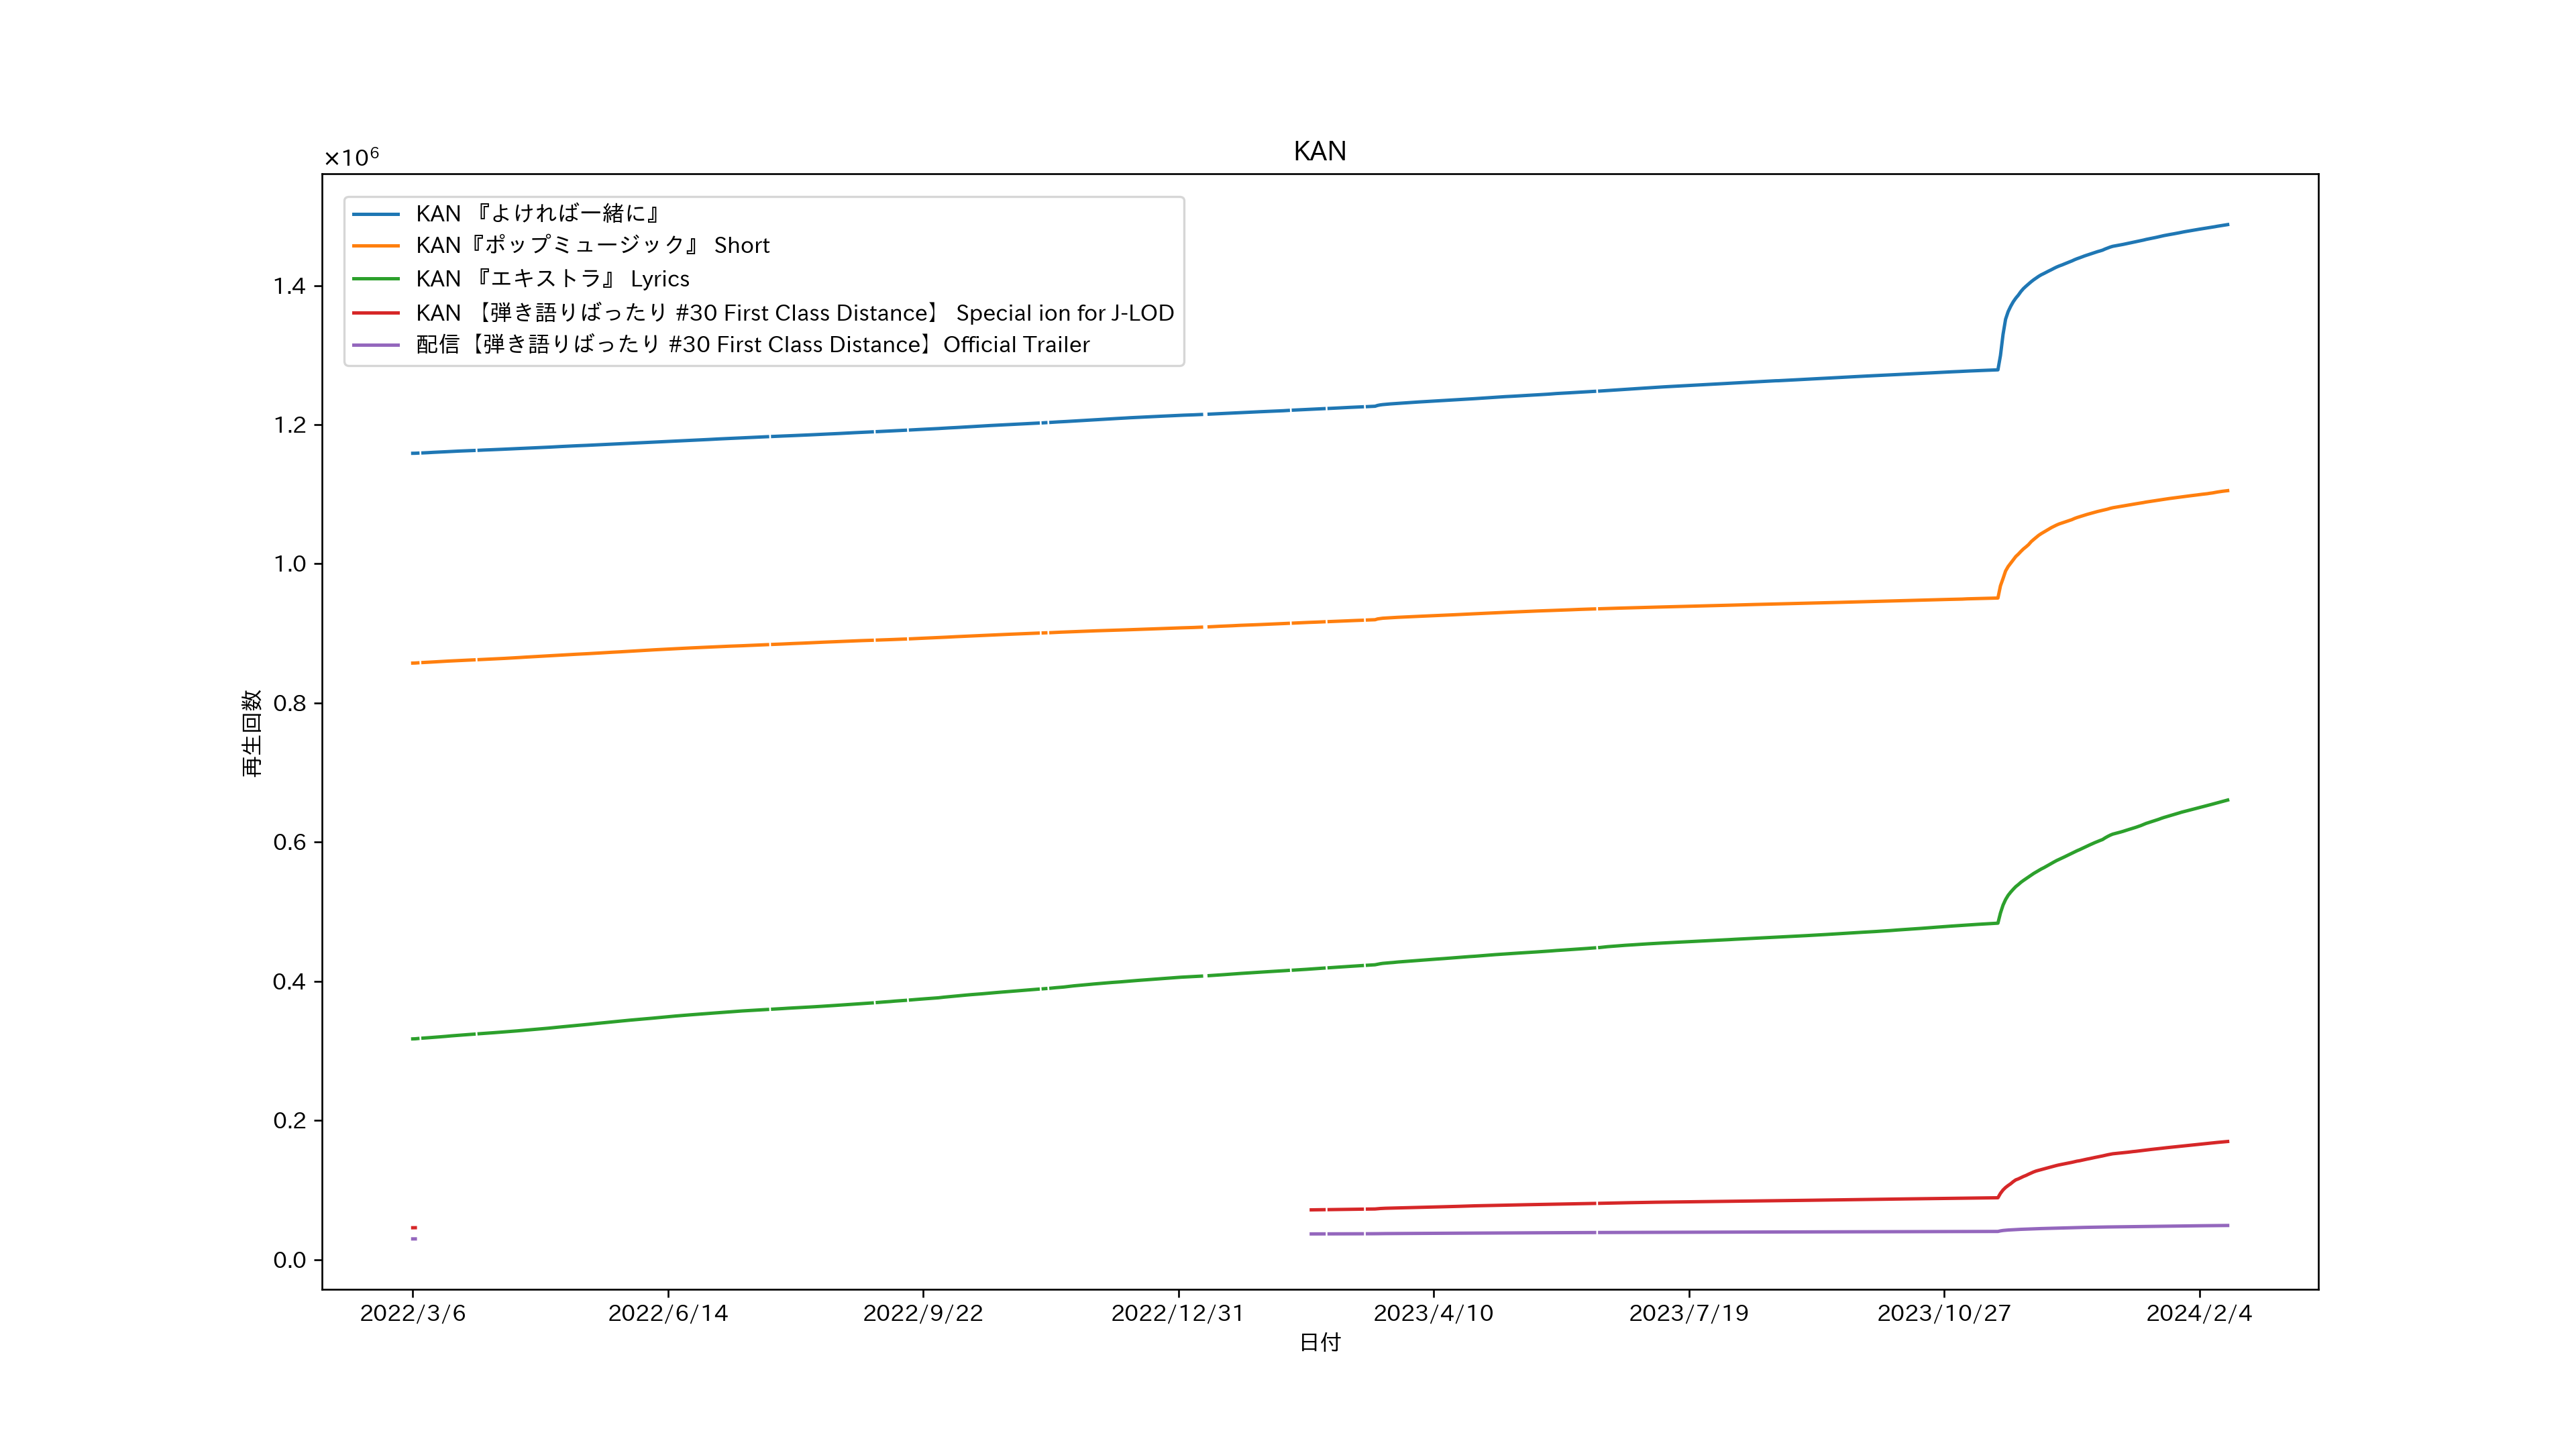 KAN
×10⁶
KAN 『よければ一緒に』
KAN『ポップミュージック』 Short
KAN 『エキストラ』 Lyrics
KAN 【弾き語りばったり #30 First Class Distance】 Special ion for J-LOD
配信【弾き語りばったり #30 First Class Distance】Official Trailer
1.4
1.2
1.0
0.8
0.6
0.4
0.2
0.0
再生回数
2022/3/6 2022/6/14 2022/9/22 2022/12/31 2023/4/10 2023/7/19 2023/10/27 2024/2/4
日付